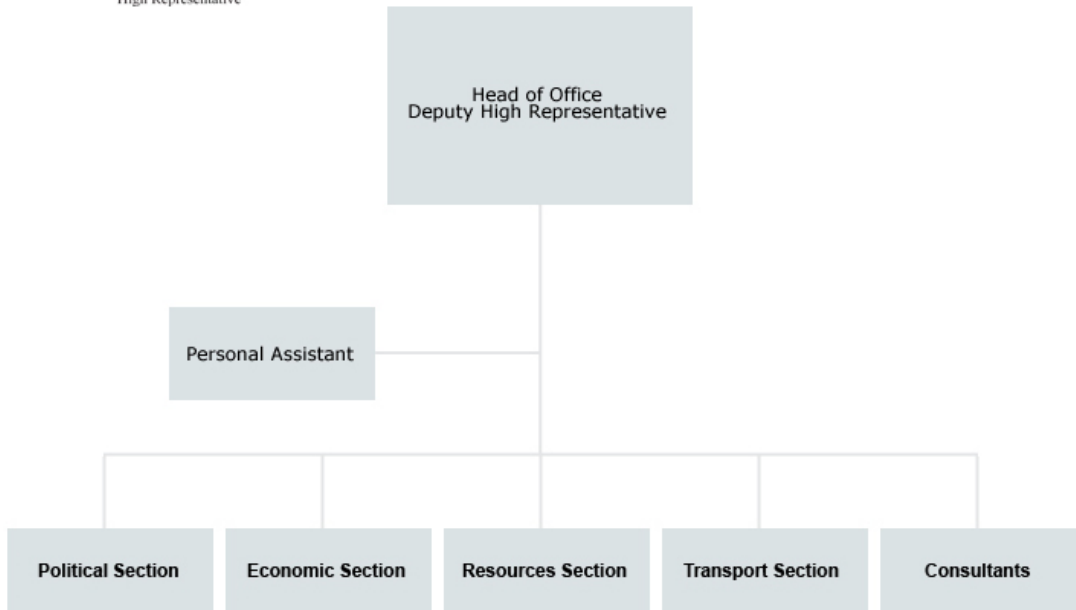 High Representative
Head of Office
Deputy High Representative
Personal Assistant
Political Section
Economic Section
Resources Section
Transport Section
Consultants